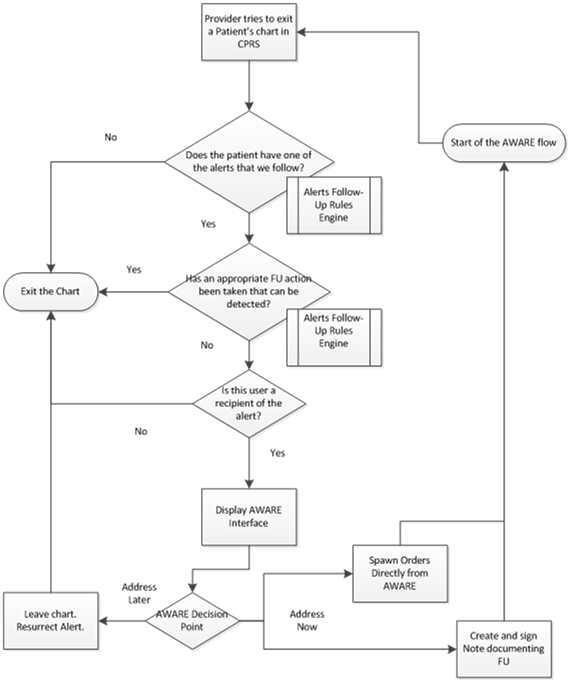 Provider tries to exit
a Patient's chart in
CPRS
Start of the AWARE flow
No
Does the patient have one of
the alerts that we follow?
Alerts Follow-
Up Rules
Engine
Yes
Has an appropriate FU action
been taken that can be
detected?
Yes
Exit the Chart
Alerts Follow-
Up Rules
Engine
No
Is this user a
recipient of the
alert?
No
Yes
Display AWARE
Interface
Spawn Orders
Directly from
AWARE
Address
Later
Address
Now
AWARE Decision
Point
Leave chart.
Resurrect Alert.
Create and sign
Note documenting
FU